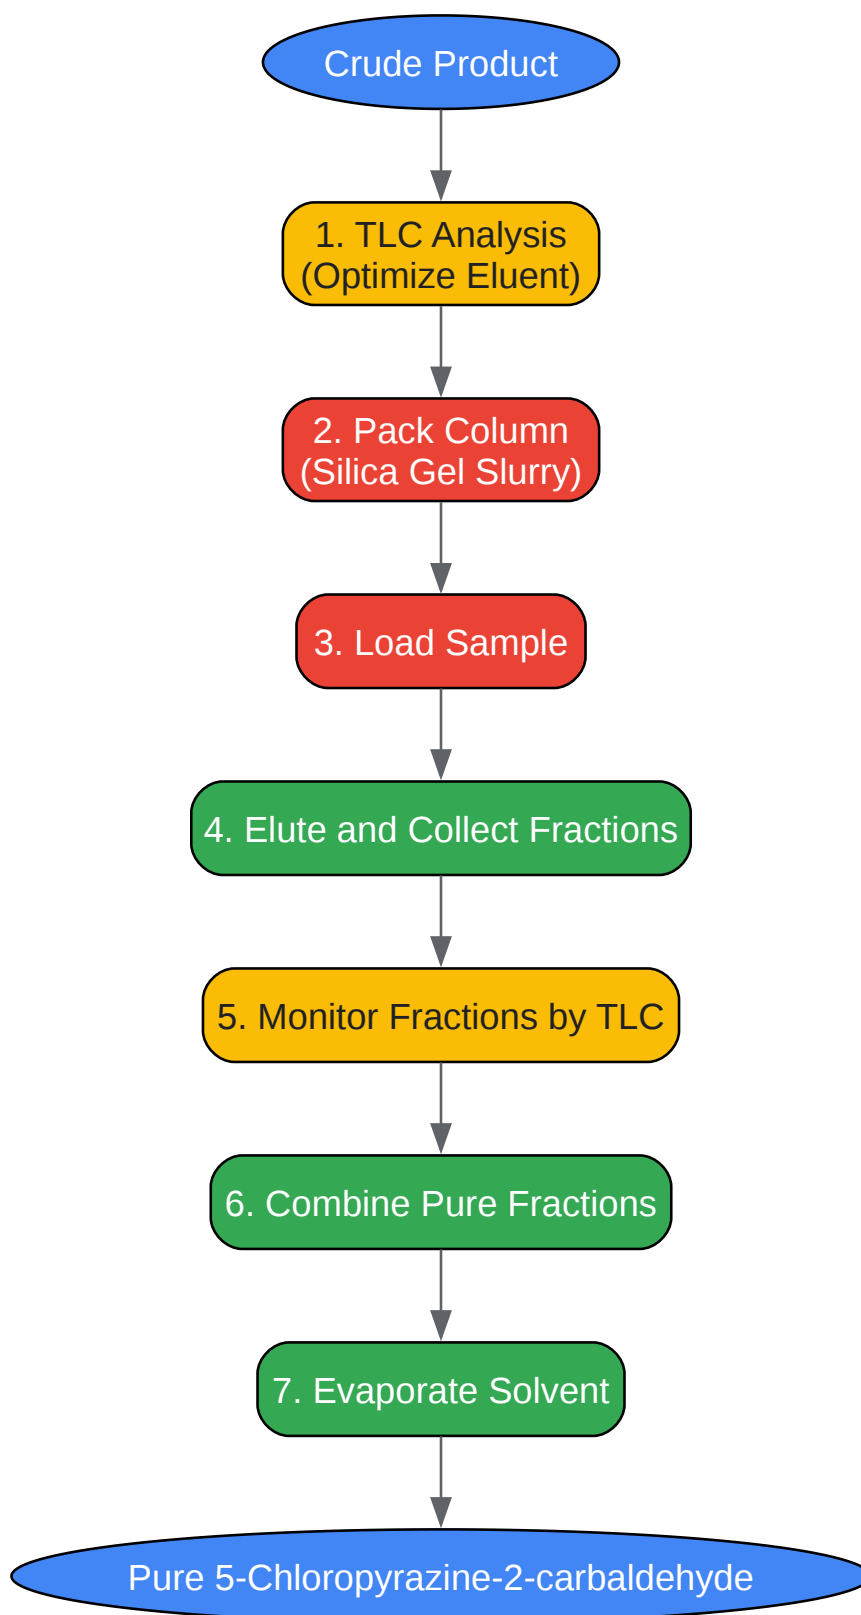 Crude Product
1. TLC Analysis
(Optimize Eluent)
2. Pack Column
(Silica Gel Slurry)
3. Load Sample
4. Elute and Collect Fractions
5. Monitor Fractions by TLC
6. Combine Pure Fractions
7. Evaporate Solvent
Pure 5-Chloropyrazine-2-carbaldehyde